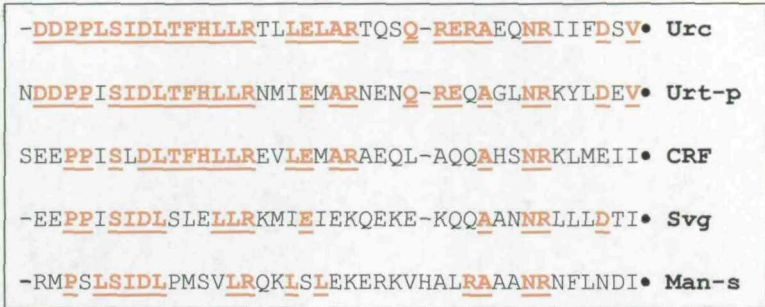 -DDPPLSIDLTFHLLRTLLELARTQSQ-RERAEQNRIIFDSV• Urc
NDDPPISIDLTFHLLRNMIEMARNENQ-REQAGLNRKYLDEV• Urt-p
SEEPPISLDLTFHLLREVLEMARAEQL-AQQAHSNRKLMEII• CRF
-EEPPISIDLSLELLRKMIEIEKQEKE-KQQAANNRLLLDTI• Svg
-RMPSLSIDLPMSVLRQKLSLEKERKVHALRAAANRNFLNDI• Man-s